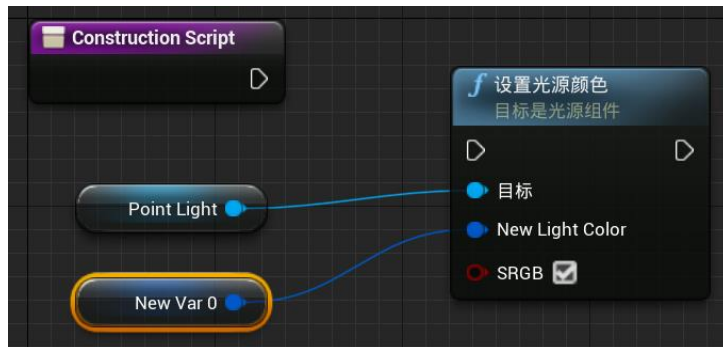 Construction Script
f 设置光源颜色
目标是光源组件
目标
Point Light
New Light Color
SRGB
New Var 0